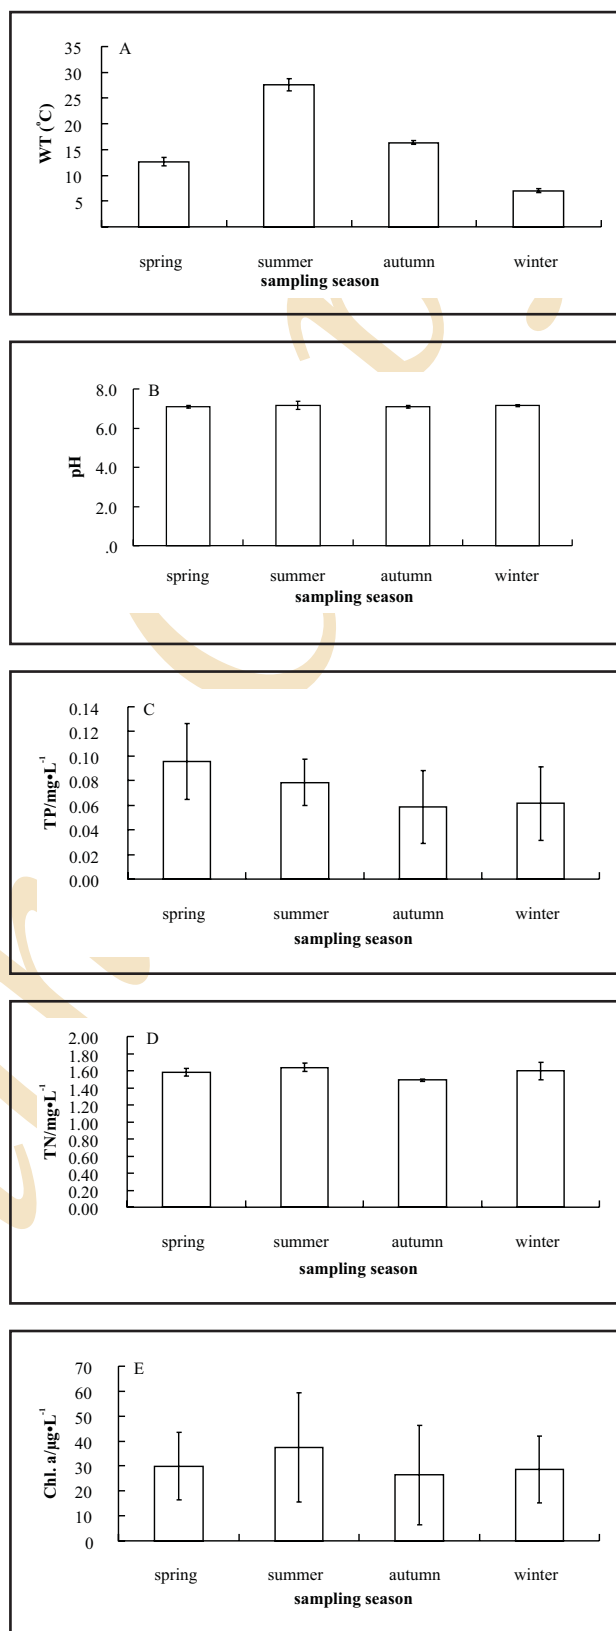 A
35
30
25
20
15
10
5
WT (°C)
spring summer autumn winter
sampling season
B
8.0
6.0
4.0
2.0
.0
pH
spring summer autumn winter
sampling season
C
0.14
0.12
0.10
0.08
0.06
0.04
0.02
0.00
TP/mg•L⁻¹
spring summer autumn winter
sampling season
D
2.00
1.80
1.60
1.40
1.20
1.00
0.80
0.60
0.40
0.20
0.00
TN/mg•L⁻¹
spring summer autumn winter
sampling season
E
70
60
50
40
30
20
10
0
Chl. a/µg•L⁻¹
spring summer autumn winter
sampling season